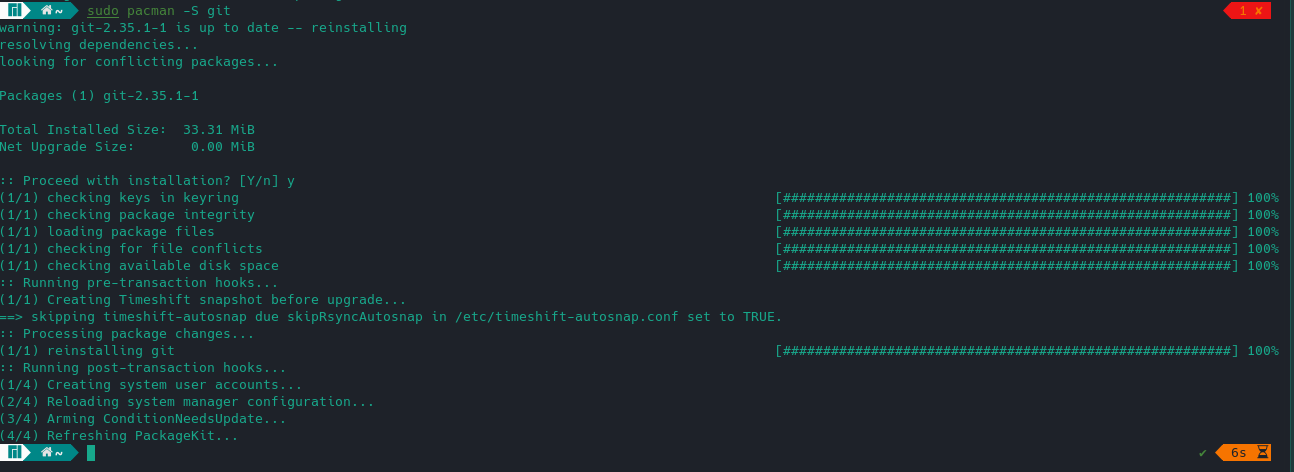 ~ sudo pacman -S git 1 ✘
warning: git-2.35.1-1 is up to date -- reinstalling
resolving dependencies...
looking for conflicting packages...
Packages (1) git-2.35.1-1
Total Installed Size:  33.31 MiB
Net Upgrade Size:       0.00 MiB
:: Proceed with installation? [Y/n] y
(1/1) checking keys in keyring [########################################################] 100%
(1/1) checking package integrity [########################################################] 100%
(1/1) loading package files [########################################################] 100%
(1/1) checking for file conflicts [########################################################] 100%
(1/1) checking available disk space [########################################################] 100%
:: Running pre-transaction hooks...
(1/1) Creating Timeshift snapshot before upgrade...
==> skipping timeshift-autosnap due skipRsyncAutosnap in /etc/timeshift-autosnap.conf set to TRUE.
:: Processing package changes...
(1/1) reinstalling git [########################################################] 100%
:: Running post-transaction hooks...
(1/4) Creating system user accounts...
(2/4) Reloading system manager configuration...
(3/4) Arming ConditionNeedsUpdate...
(4/4) Refreshing PackageKit...
~ ✔ 6s